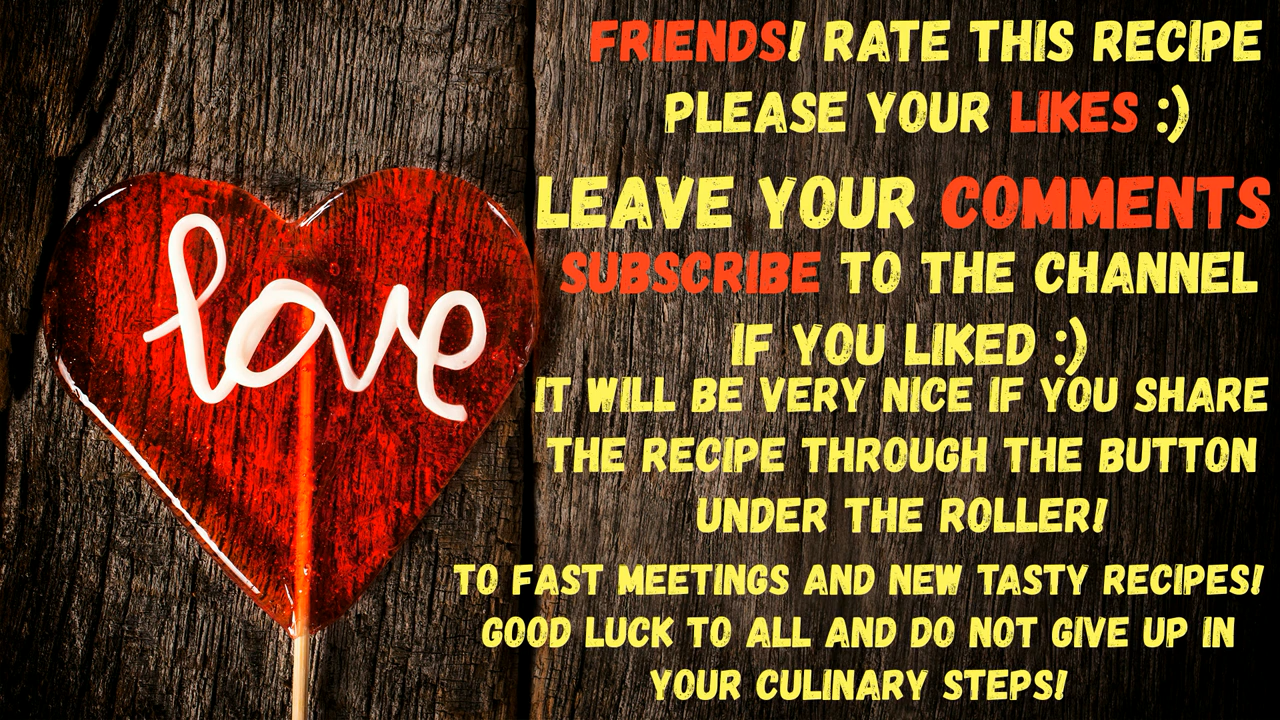 love
FRIENDS! RATE THIS RECIPE
PLEASE YOUR LIKES :)
LEAVE YOUR COMMENTS
SUBSCRIBE TO THE CHANNEL
IF YOU LIKED :)
IT WILL BE VERY NICE IF YOU SHARE
THE RECIPE THROUGH THE BUTTON
UNDER THE ROLLER!
TO FAST MEETINGS AND NEW TASTY RECIPES!
GOOD LUCK TO ALL AND DO NOT GIVE UP IN
YOUR CULINARY STEPS!